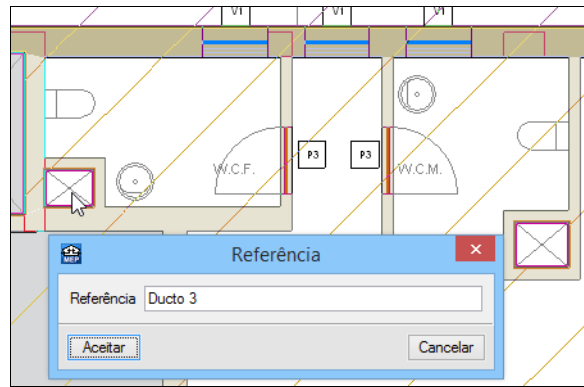 V1 V1 V1
P3 P3
W.C.F. W.C.M.
MEP Referência
Referência Ducto 3
Aceitar Cancelar